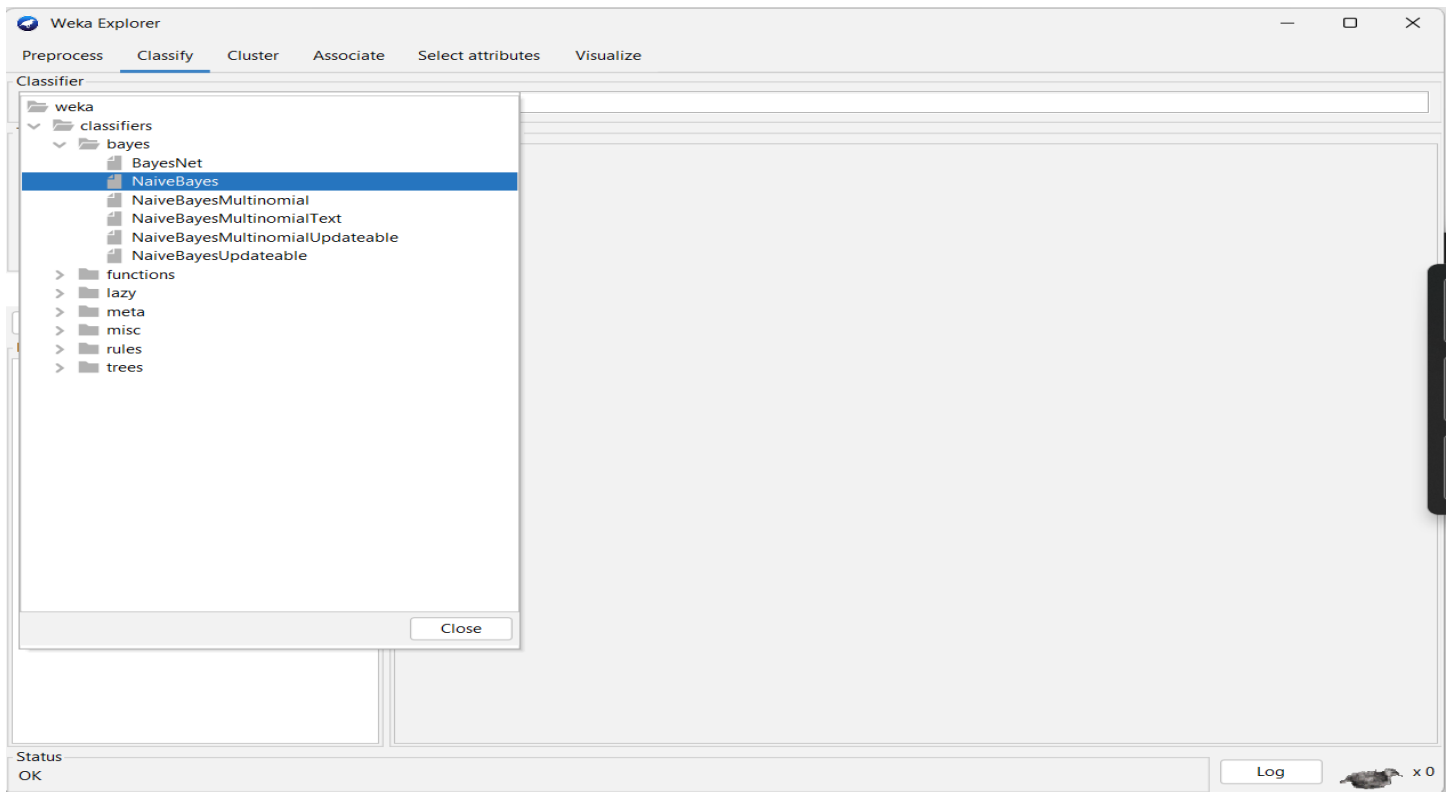 Weka Explorer
Preprocess Classify Cluster Associate Select attributes Visualize
Classifier
weka
classifiers
bayes
BayesNet
NaiveBayes
NaiveBayesMultinomial
NaiveBayesMultinomialText
NaiveBayesMultinomialUpdateable
NaiveBayesUpdateable
functions
lazy
meta
misc
rules
trees
Close
Status
OK
Log
x 0